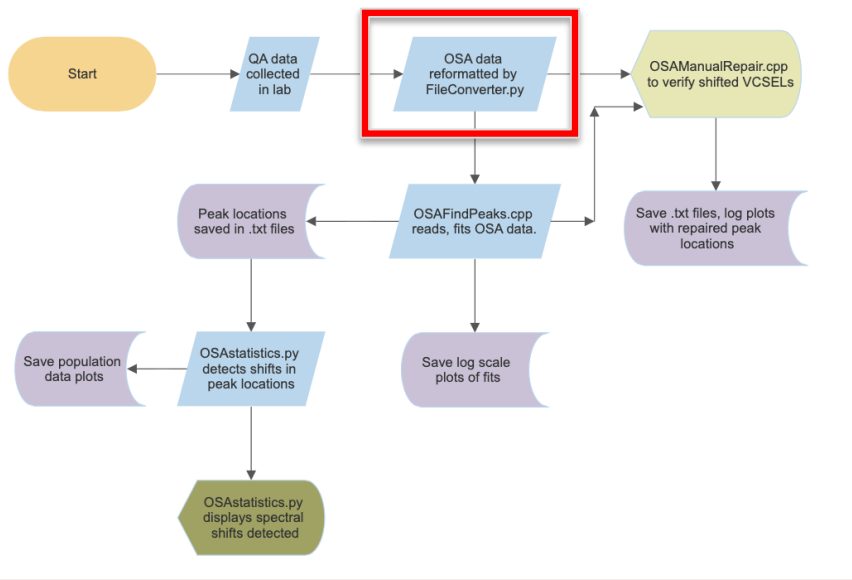 Start
QA data
collected
in lab
OSA data
reformatted by
FileConverter.py
OSAManualRepair.cpp
to verify shifted VCSELs
Peak locations
saved in .txt files
OSAFindPeaks.cpp
reads, fits OSA data.
Save .txt files, log plots
with repaired peak
locations
Save population
data plots
OSAstatistics.py
detects shifts in
peak locations
Save log scale
plots of fits
OSAstatistics.py
displays spectral
shifts detected